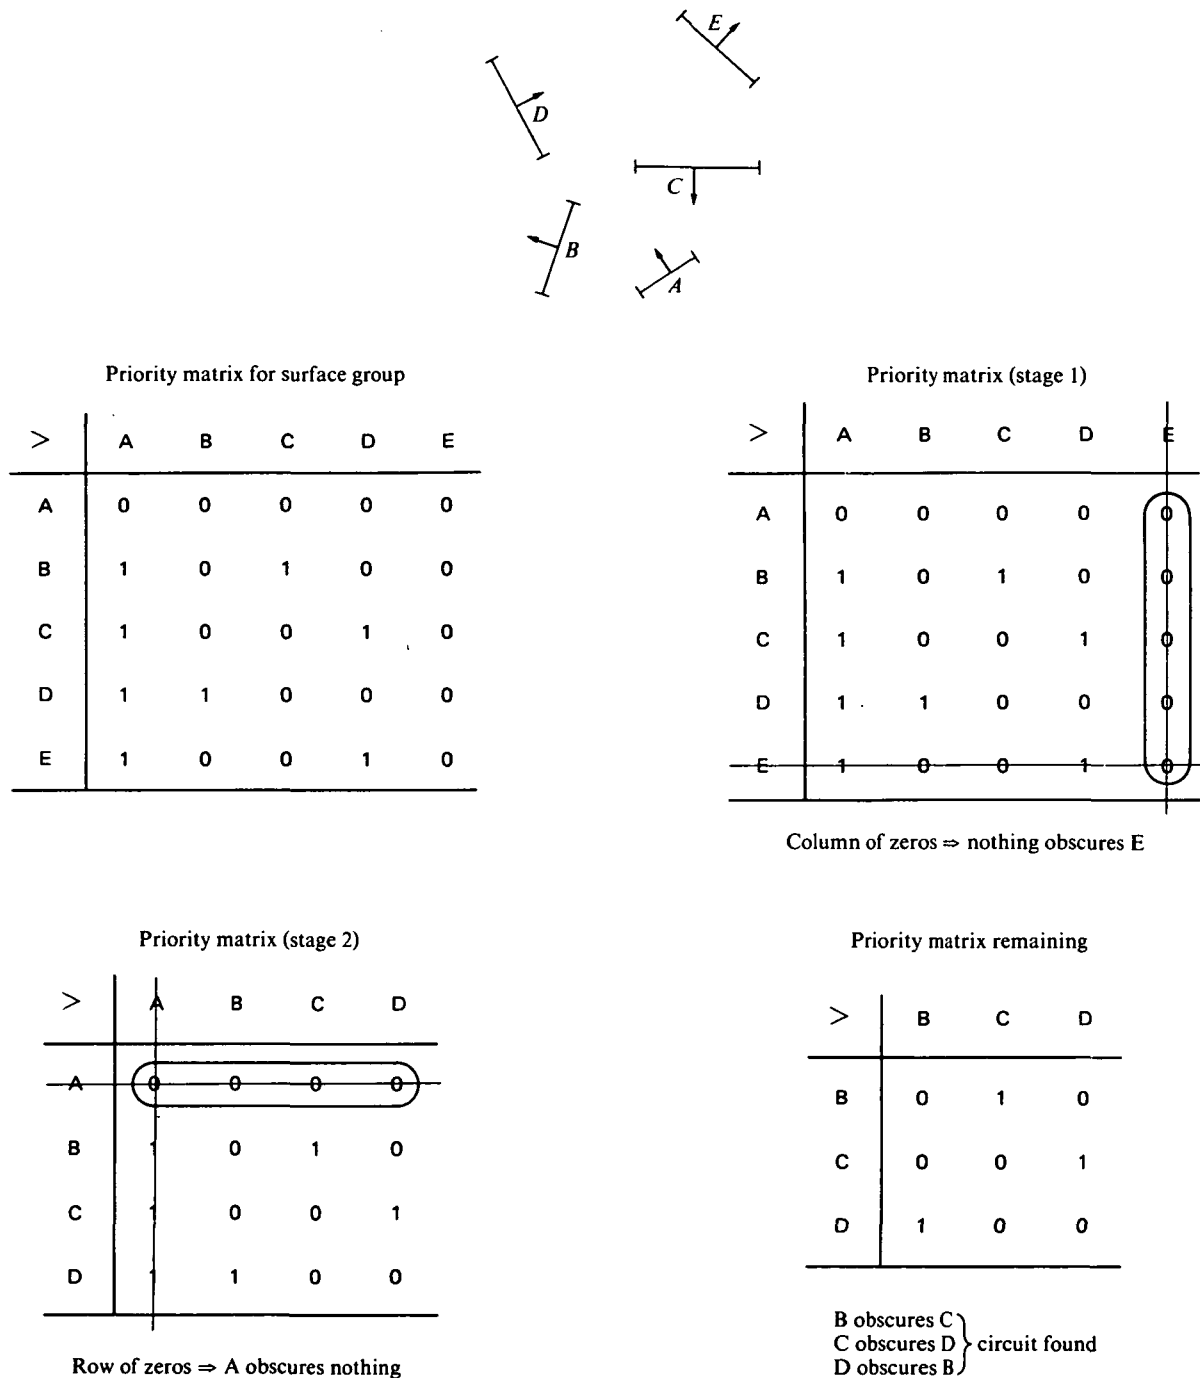 E
D
C
B
A
Priority matrix for surface group
> A B C D E
A 0 0 0 0 0
B 1 0 1 0 0
C 1 0 0 1 0
D 1 1 0 0 0
E 1 0 0 1 0
Priority matrix (stage 1)
> A B C D E
A 0 0 0 0 0
B 1 0 1 0 0
C 1 0 0 1 0
D 1 1 0 0 0
E 1 0 0 1 0
Column of zeros ⇒ nothing obscures E
Priority matrix (stage 2)
> A B C D
A 0 0 0 0
B 1 0 1 0
C 1 0 0 1
D 1 1 0 0
Row of zeros ⇒ A obscures nothing
Priority matrix remaining
> B C D
B 0 1 0
C 0 0 1
D 1 0 0
B obscures C
C obscures D } circuit found
D obscures B